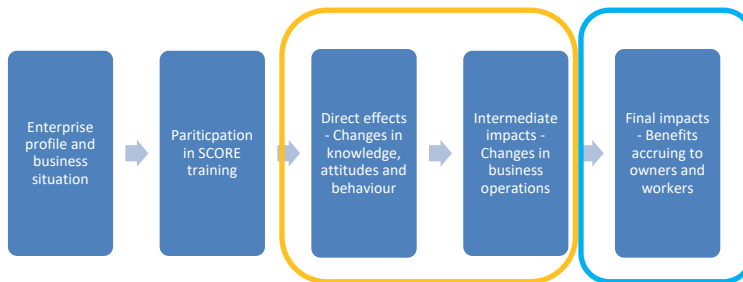 Enterprise
profile and
business
situation
Pariticpation
in SCORE
training
Direct effects
- Changes in
knowledge,
attitudes and
behaviour
Intermediate
impacts -
Changes in
business
operations
Final impacts
- Benefits
accruing to
owners and
workers